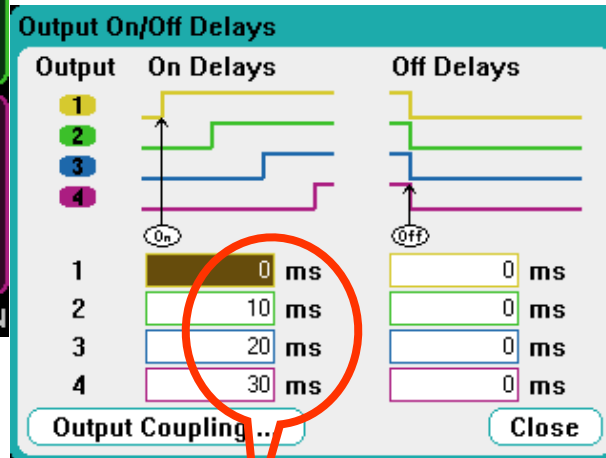 Output On/Off Delays
Output On Delays Off Delays
1
2
3
4
On Off
1 0 ms 0 ms
2 10 ms 0 ms
3 20 ms 0 ms
4 30 ms 0 ms
Output Coupling... Close